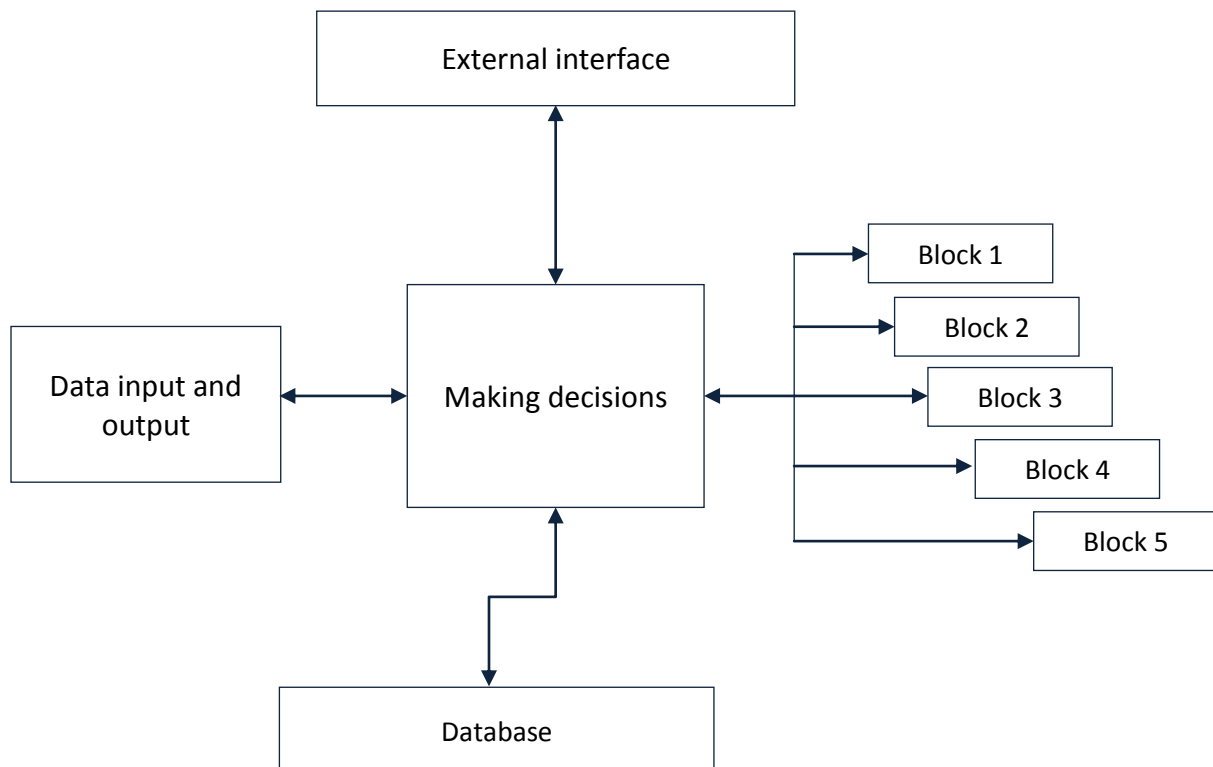 External interface
Block 1
Block 2
Data input and
output
Making decisions
Block 3
Block 4
Block 5
Database